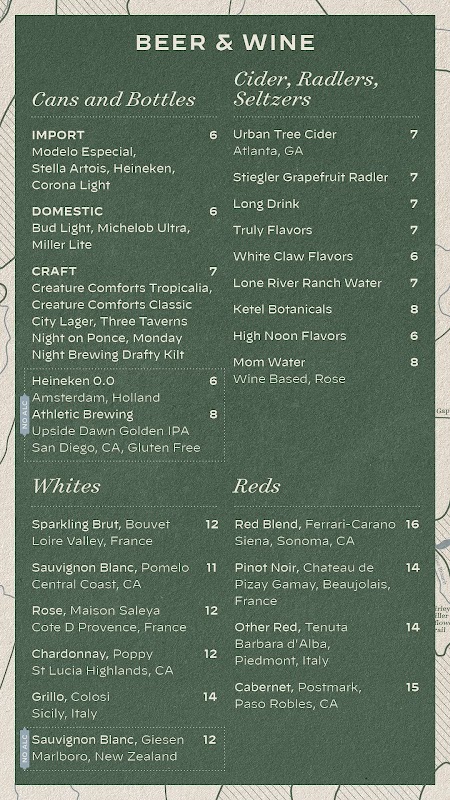 BEER & WINE
Cans and Bottles
IMPORT 6
Modelo Especial,
Stella Artois, Heineken,
Corona Light
DOMESTIC 6
Bud Light, Michelob Ultra,
Miller Lite
CRAFT 7
Creature Comforts Tropicalia,
Creature Comforts Classic
City Lager, Three Taverns
Night on Ponce, Monday
Night Brewing Drafty Kilt
NO ALC
Heineken 0.0 6
Amsterdam, Holland
Athletic Brewing 8
Upside Dawn Golden IPA
San Diego, CA, Gluten Free
Cider, Radlers,
Seltzers
Urban Tree Cider 7
Atlanta, GA
Stiegler Grapefruit Radler 7
Long Drink 7
Truly Flavors 7
White Claw Flavors 6
Lone River Ranch Water 7
Ketel Botanicals 8
High Noon Flavors 6
Mom Water 8
Wine Based, Rose
Whites
Sparkling Brut, Bouvet 12
Loire Valley, France
Sauvignon Blanc, Pomelo 11
Central Coast, CA
Rose, Maison Saleya 12
Cote D Provence, France
Chardonnay, Poppy 12
St Lucia Highlands, CA
Grillo, Colosi 14
Sicily, Italy
NO ALC
Sauvignon Blanc, Giesen 12
Marlboro, New Zealand
Reds
Red Blend, Ferrari-Carano 16
Siena, Sonoma, CA
Pinot Noir, Chateau de 14
Pizay Gamay, Beaujolais,
France
Other Red, Tenuta 14
Barbara d'Alba,
Piedmont, Italy
Cabernet, Postmark, 15
Paso Robles, CA
Gap